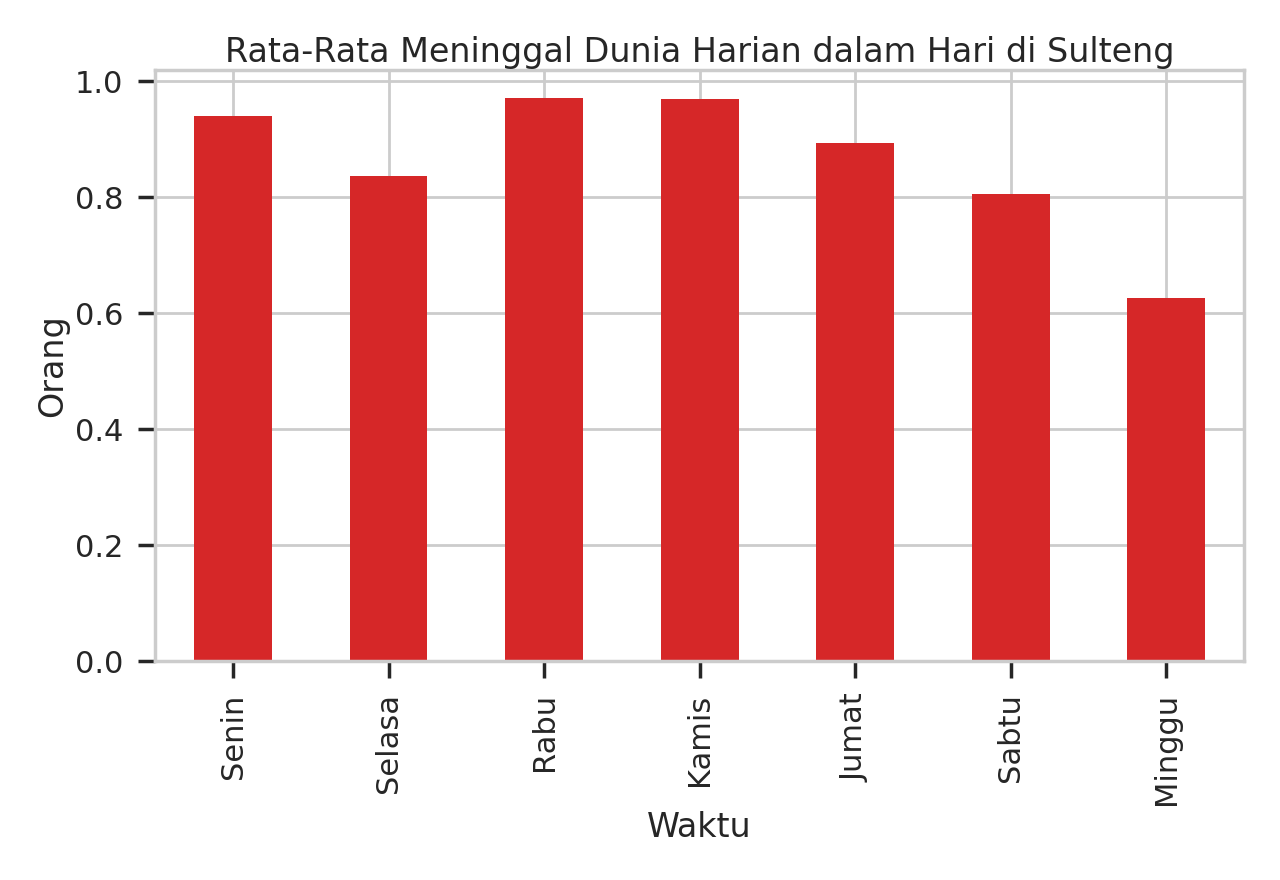 Rata-Rata Meninggal Dunia Harian dalam Hari di Sulteng
1.0
0.8
0.6
0.4
0.2
0.0
Orang
Senin
Selasa
Rabu
Kamis
Jumat
Sabtu
Minggu
Waktu